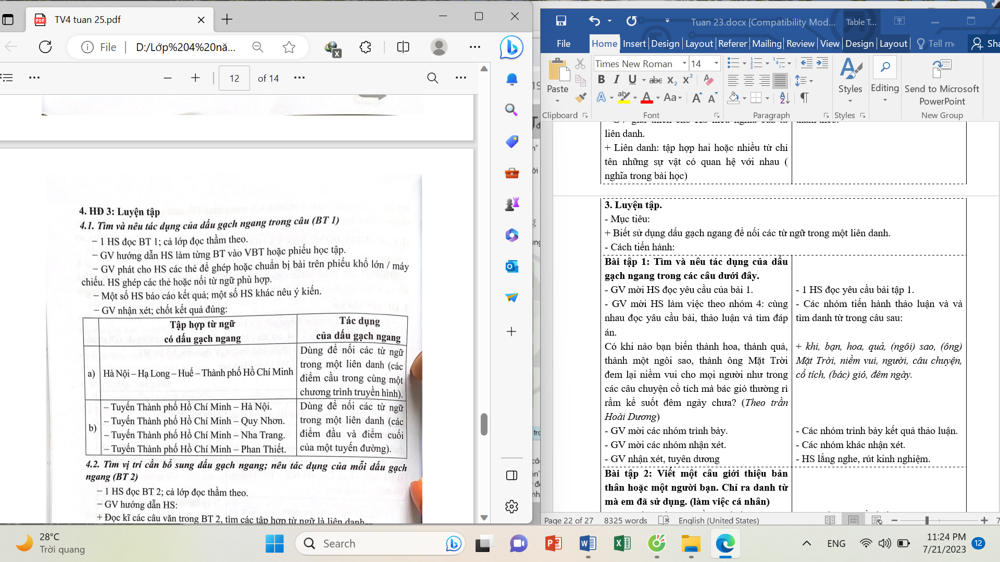 TV4 tuan 25.pdf
File
D:/Lớp%204%20nă...
12
of 14
4. HĐ 3: Luyện tập
4.1. Tìm và nêu tác dụng của dấu gạch ngang trong câu (BT 1)
– 1 HS đọc BT 1; cả lớp đọc thầm theo.
– GV hướng dẫn HS làm từng BT vào VBT hoặc phiếu học tập.
– GV phát cho HS các thẻ để ghép hoặc chuẩn bị bài trên phiếu khổ lớn / máy
chiếu. HS ghép các thẻ hoặc nối từ ngữ phù hợp.
– Một số HS báo cáo kết quả; một số HS khác nêu ý kiến.
– GV nhận xét; chốt kết quả đúng:
Tập hợp từ ngữ
có dấu gạch ngang
Tác dụng
của dấu gạch ngang
a)
Hà Nội – Hạ Long – Huế – Thành phố Hồ Chí Minh
Dùng để nối các từ ngữ
trong một liên danh (các
điểm cầu trong cùng một
chương trình truyền hình).
b)
– Tuyến Thành phố Hồ Chí Minh – Hà Nội.
– Tuyến Thành phố Hồ Chí Minh – Quy Nhơn.
– Tuyến Thành phố Hồ Chí Minh – Nha Trang.
– Tuyến Thành phố Hồ Chí Minh – Phan Thiết.
Dùng để nối các từ ngữ
trong một liên danh (các
điểm đầu và điểm cuối
của một tuyến đường).
4.2. Tìm vị trí cần bổ sung dấu gạch ngang; nêu tác dụng của mỗi dấu gạch
ngang (BT 2)
– 1 HS đọc BT 2; cả lớp đọc thầm theo.
– GV hướng dẫn HS:
+ Đọc kĩ các câu văn trong BT 2, tìm các tập hợp từ ngữ là liên danh.
Tuan 23.docx [Compatibility Mod...
Table T...
File
Home
Insert
Design
Layout
Referer
Mailing
Review
View
Design
Layout
Tell
Sha
Paste
Times New Roman
14
Styles
Editing
Send to Microsoft
PowerPoint
Clipboard
Font
Paragraph
Styles
New Group
liên danh.
+ Liên danh: tập hợp hai hoặc nhiều từ chỉ
tên những sự vật có quan hệ với nhau (
nghĩa trong bài học)
3. Luyện tập.
- Mục tiêu:
+ Biết sử dụng dấu gạch ngang để nối các từ ngữ trong một liên danh.
- Cách tiến hành:
Bài tập 1: Tìm và nêu tác dụng của dấu
gạch ngang trong các câu dưới đây.
- GV mời HS đọc yêu cầu của bài 1.
- GV mời HS làm việc theo nhóm 4: cùng
nhau đọc yâu cầu bài, thảo luận và tìm đáp
án.
Có khi nào bạn biến thành hoa, thành quả,
thành một ngôi sao, thành ông Mặt Trời
đem lại niềm vui cho mọi người như trong
các câu chuyện cổ tích mà bác gió thường rì
rầm kể suốt đêm ngày chưa? (Theo trần
Hoài Dương)
- GV mời các nhóm trình bày.
- GV mời các nhóm nhận xét.
- GV nhận xét, tuyên dương
- 1 HS đọc yêu cầu bài tập 1.
- Các nhóm tiến hành thảo luận và và
tìm danh từ trong câu sau:
+ khi, bạn, hoa, quả, (ngôi) sao, (ông)
Mặt Trời, niềm vui, người, câu chuyện,
cổ tích, (bác) gió, đêm ngày.
- Các nhóm trình bày kết quả thảo luận.
- Các nhóm khác nhận xét.
- HS lắng nghe, rút kinh nghiệm.
Bài tập 2: Viết một câu giới thiệu bản
thân hoặc một người bạn. Chỉ ra danh từ
mà em đã sử dụng. (làm việc cá nhân)
Page 22 of 27
8325 words
English (United States)
28°C
Trời quang
Search
ENG
11:24 PM
7/21/2023
12